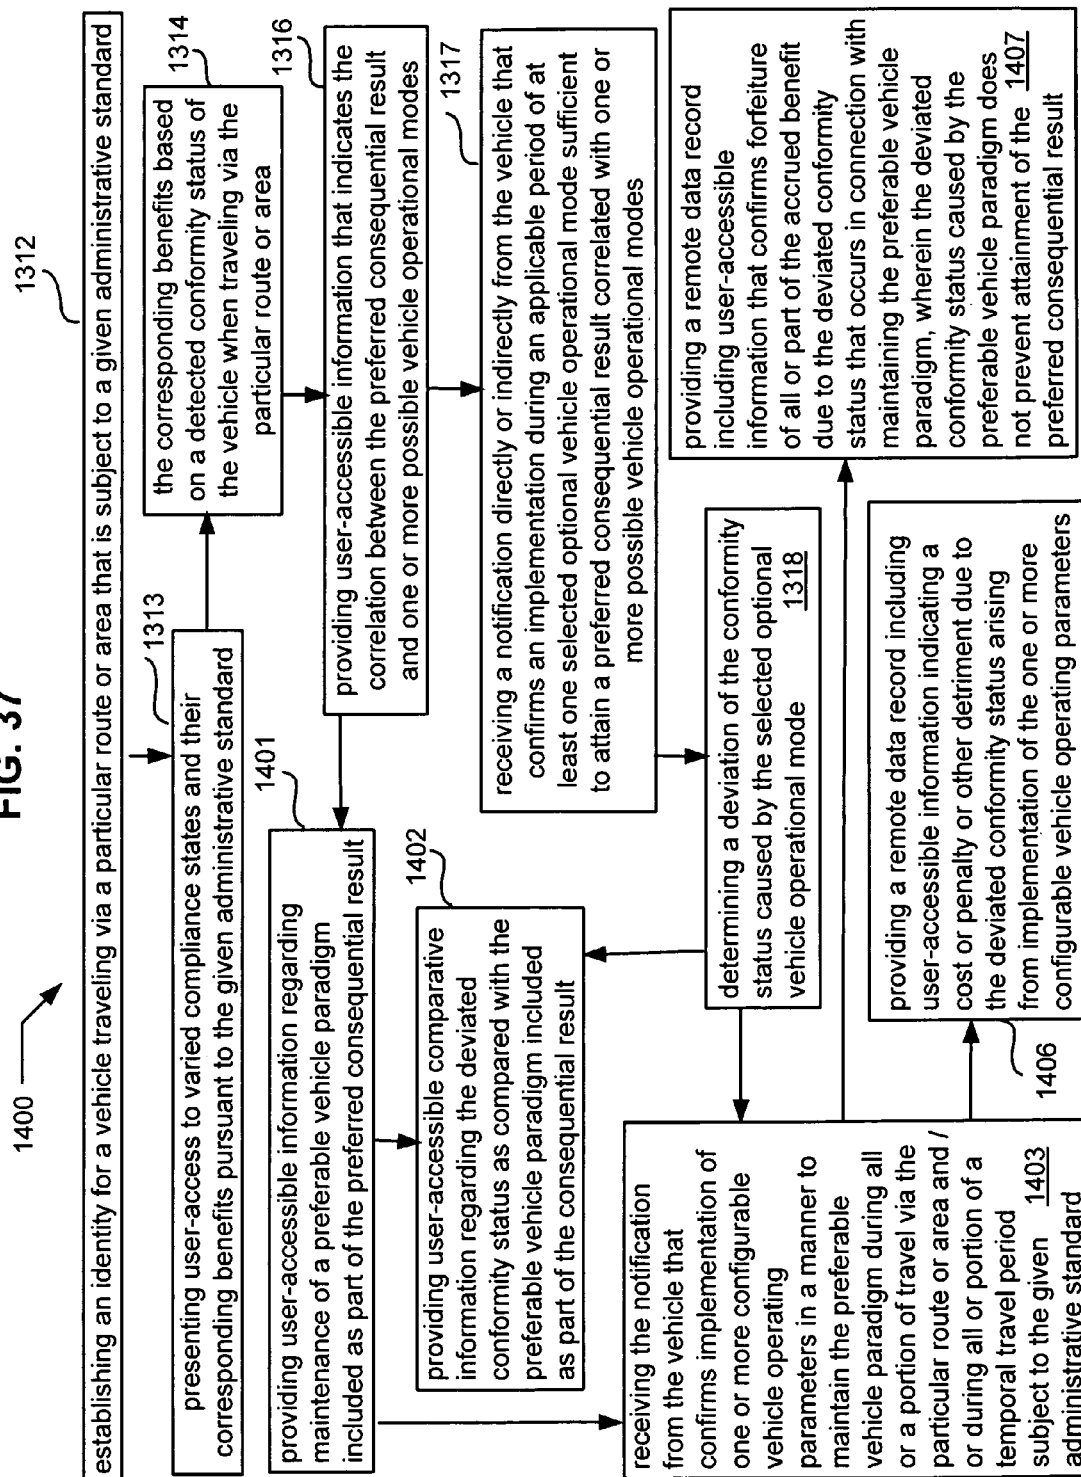 FIG. 37
1400
1312
establishing an identity for a vehicle traveling via a particular route or area that is subject to a given administrative standard
1313
presenting user-access to varied compliance states and their
corresponding benefits pursuant to the given administrative standard
1314
the corresponding benefits based
on a detected conformity status of
the vehicle when traveling via the
particular route or area
1316
providing user-accessible information that indicates the
correlation between the preferred consequential result
and one or more possible vehicle operational modes
1401
providing user-accessible information regarding
maintenance of a preferable vehicle paradigm
included as part of the preferred consequential result
1317
receiving a notification directly or indirectly from the vehicle that
confirms an implementation during an applicable period of at
least one selected optional vehicle operational mode sufficient
to attain a preferred consequential result correlated with one or
more possible vehicle operational modes
1402
providing user-accessible comparative
information regarding the deviated
conformity status as compared with the
preferable vehicle paradigm included
as part of the consequential result
determining a deviation of the conformity
status caused by the selected optional
vehicle operational mode 1318
receiving the notification
from the vehicle that
confirms implementation of
one or more configurable
vehicle operating
parameters in a manner to
maintain the preferable
vehicle paradigm during all
or a portion of travel via the
particular route or area and /
or during all or portion of a
temporal travel period
subject to the given 1403
administrative standard
1406
providing a remote data record including
user-accessible information indicating a
cost or penalty or other detriment due to
the deviated conformity status arising
from implementation of the one or more
configurable vehicle operating parameters
providing a remote data record
including user-accessible
information that confirms forfeiture
of all or part of the accrued benefit
due to the deviated conformity
status that occurs in connection with
maintaining the preferable vehicle
paradigm, wherein the deviated
conformity status caused by the
preferable vehicle paradigm does
not prevent attainment of the 1407
preferred consequential result